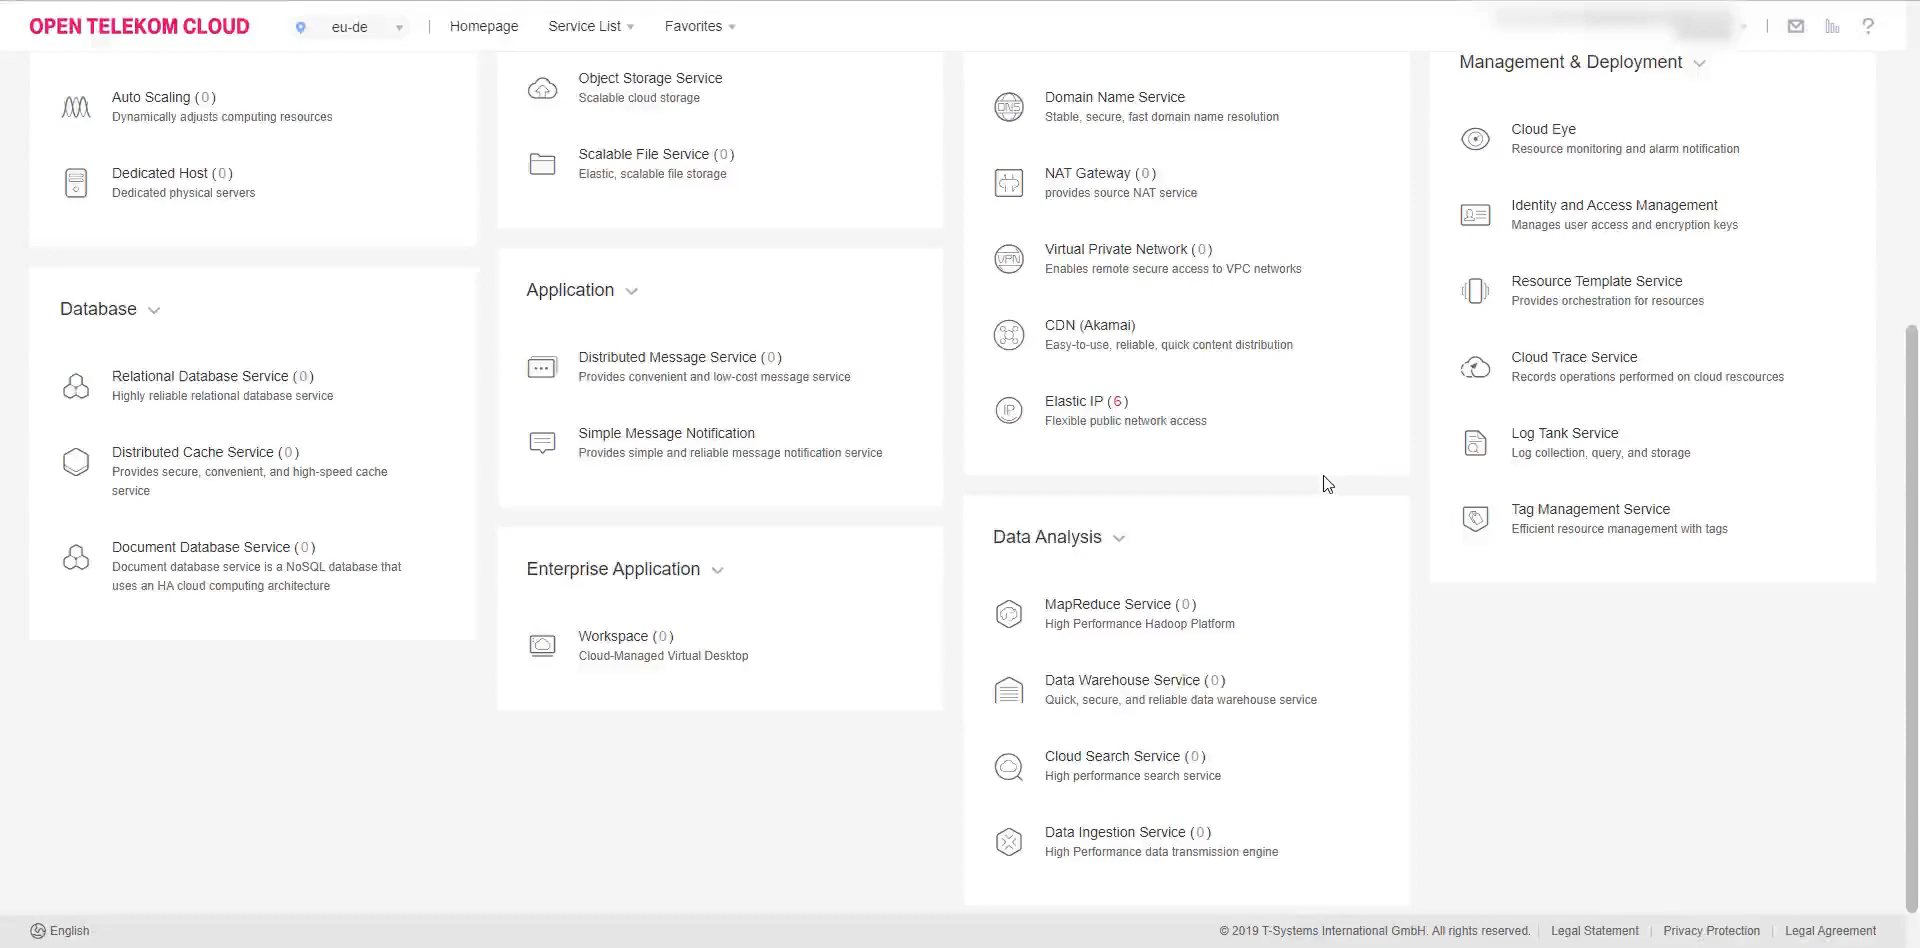 OPEN TELEKOM CLOUD
eu-de
Homepage
Service List
Favorites
Auto Scaling (0)
Dynamically adjusts computing resources
Dedicated Host (0)
Dedicated physical servers
Database
Relational Database Service (0)
Highly reliable relational database service
Distributed Cache Service (0)
Provides secure, convenient, and high-speed cache
service
Document Database Service (0)
Document database service is a NoSQL database that
uses an HA cloud computing architecture
Object Storage Service
Scalable cloud storage
Scalable File Service (0)
Elastic, scalable file storage
Application
Distributed Message Service (0)
Provides convenient and low-cost message service
Simple Message Notification
Provides simple and reliable message notification service
Enterprise Application
Workspace (0)
Cloud-Managed Virtual Desktop
DNS
Domain Name Service
Stable, secure, fast domain name resolution
NAT Gateway (0)
provides source NAT service
VPN
Virtual Private Network (0)
Enables remote secure access to VPC networks
CDN (Akamai)
Easy-to-use, reliable, quick content distribution
IP
Elastic IP (6)
Flexible public network access
Data Analysis
MapReduce Service (0)
High Performance Hadoop Platform
Data Warehouse Service (0)
Quick, secure, and reliable data warehouse service
Cloud Search Service (0)
High performance search service
Data Ingestion Service (0)
High Performance data transmission engine
Management & Deployment
Cloud Eye
Resource monitoring and alarm notification
Identity and Access Management
Manages user access and encryption keys
Resource Template Service
Provides orchestration for resources
Cloud Trace Service
Records operations performed on cloud rescources
Log Tank Service
Log collection, query, and storage
Tag Management Service
Efficient resource management with tags
English
© 2019 T-Systems International GmbH. All rights reserved.
Legal Statement
Privacy Protection
Legal Agreement